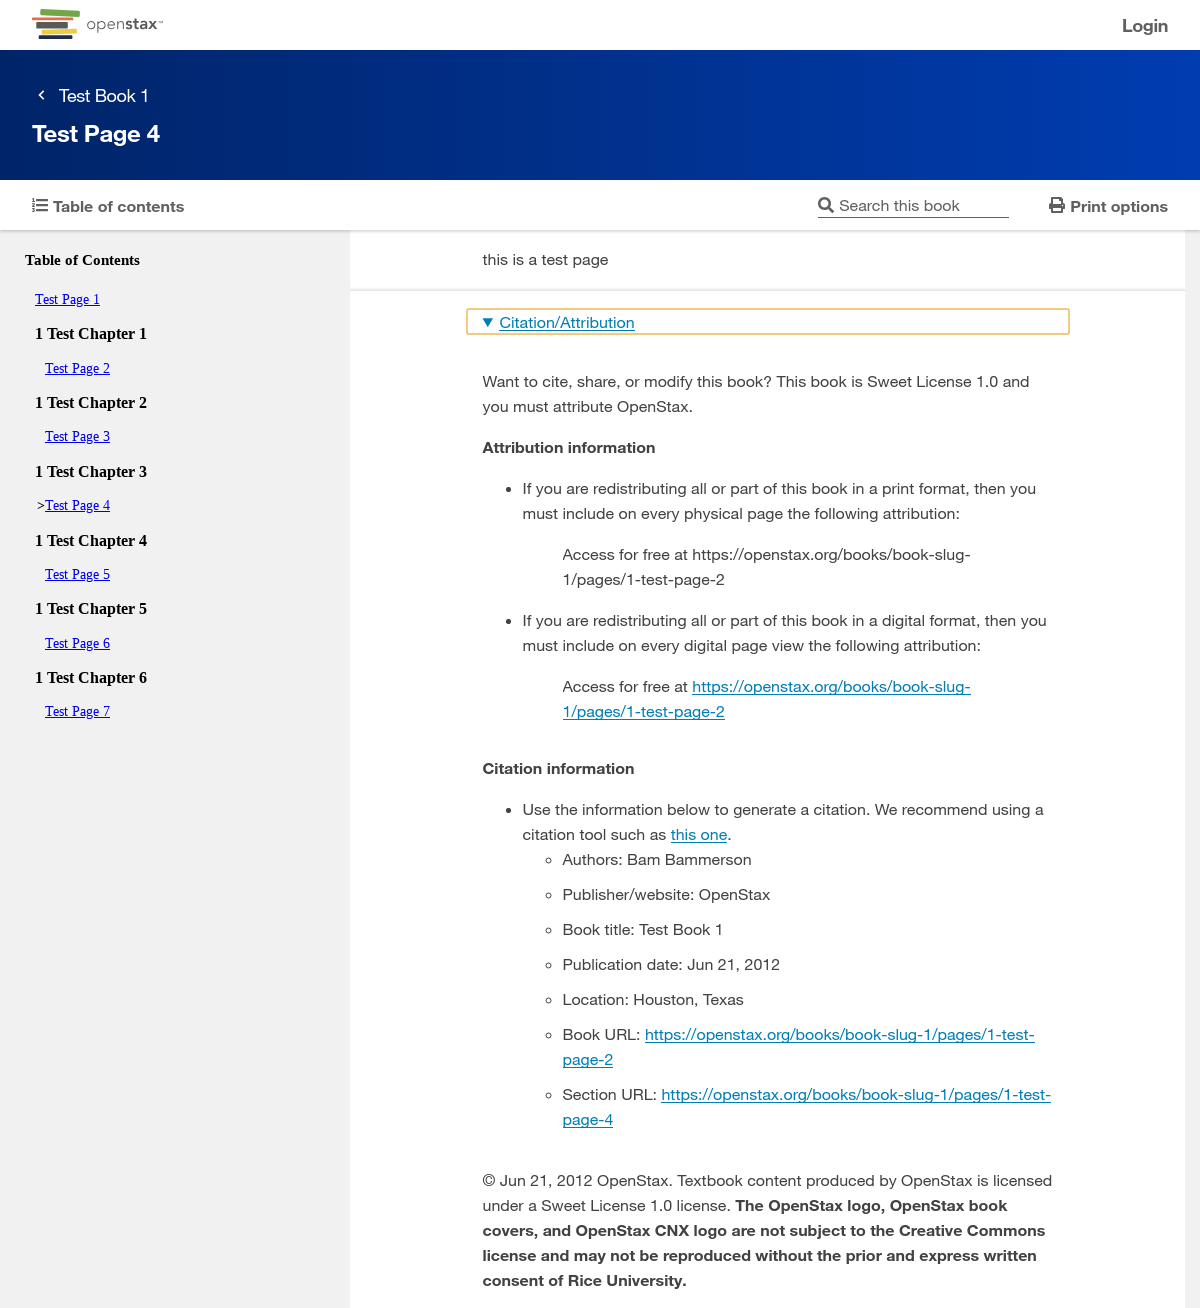 openstax™
Login
Test Book 1
Test Page 4
Table of contents
Search this book
Print options
Table of Contents
Test Page 1
1 Test Chapter 1
Test Page 2
1 Test Chapter 2
Test Page 3
1 Test Chapter 3
>Test Page 4
1 Test Chapter 4
Test Page 5
1 Test Chapter 5
Test Page 6
1 Test Chapter 6
Test Page 7
this is a test page
▼ Citation/Attribution
Want to cite, share, or modify this book? This book is Sweet License 1.0 and
you must attribute OpenStax.
Attribution information
• If you are redistributing all or part of this book in a print format, then you
must include on every physical page the following attribution:
Access for free at https://openstax.org/books/book-slug-
1/pages/1-test-page-2
• If you are redistributing all or part of this book in a digital format, then you
must include on every digital page view the following attribution:
Access for free at https://openstax.org/books/book-slug-
1/pages/1-test-page-2
Citation information
• Use the information below to generate a citation. We recommend using a
citation tool such as this one.
◦ Authors: Bam Bammerson
◦ Publisher/website: OpenStax
◦ Book title: Test Book 1
◦ Publication date: Jun 21, 2012
◦ Location: Houston, Texas
◦ Book URL: https://openstax.org/books/book-slug-1/pages/1-test-
page-2
◦ Section URL: https://openstax.org/books/book-slug-1/pages/1-test-
page-4
© Jun 21, 2012 OpenStax. Textbook content produced by OpenStax is licensed
under a Sweet License 1.0 license. The OpenStax logo, OpenStax book
covers, and OpenStax CNX logo are not subject to the Creative Commons
license and may not be reproduced without the prior and express written
consent of Rice University.